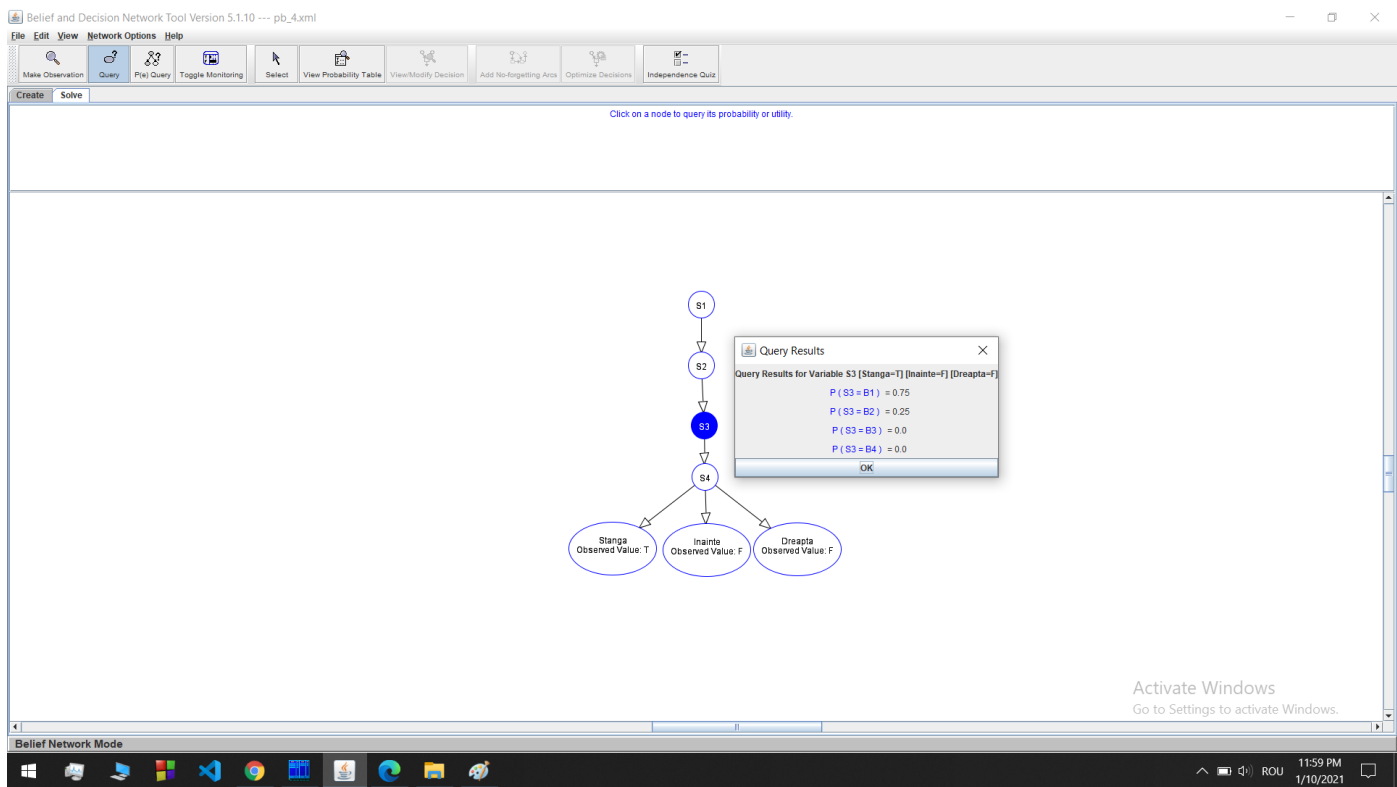 Belief and Decision Network Tool Version 5.1.10 --- pb_4.xml
File Edit View Network Options Help
Make Observation Query P(e) Query Toggle Monitoring Select View Probability Table View/Modify Decision Add No-forgetting Arcs Optimize Decisions Independence Quiz
Create Solve
Click on a node to query its probability or utility.
S1
S2
S3
S4
Query Results
Query Results for Variable S3 [Stanga=T] [Inainte=F] [Dreapta=F]
P ( S3 = B1 ) = 0.75
P ( S3 = B2 ) = 0.25
P ( S3 = B3 ) = 0.0
P ( S3 = B4 ) = 0.0
OK
Stanga
Observed Value: T
Inainte
Observed Value: F
Dreapta
Observed Value: F
Activate Windows
Go to Settings to activate Windows.
Belief Network Mode
ROU
11:59 PM
1/10/2021